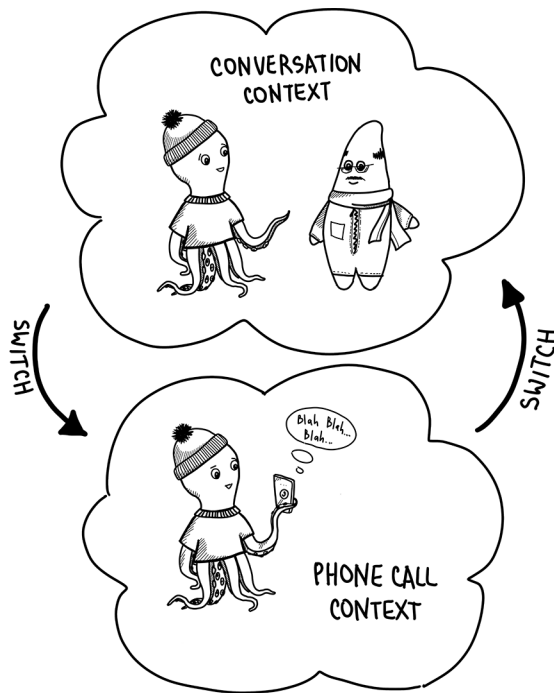 CONVERSATION
CONTEXT
SWITCH
SWITCH
Blah Blah...
Blah...
PHONE CALL
CONTEXT